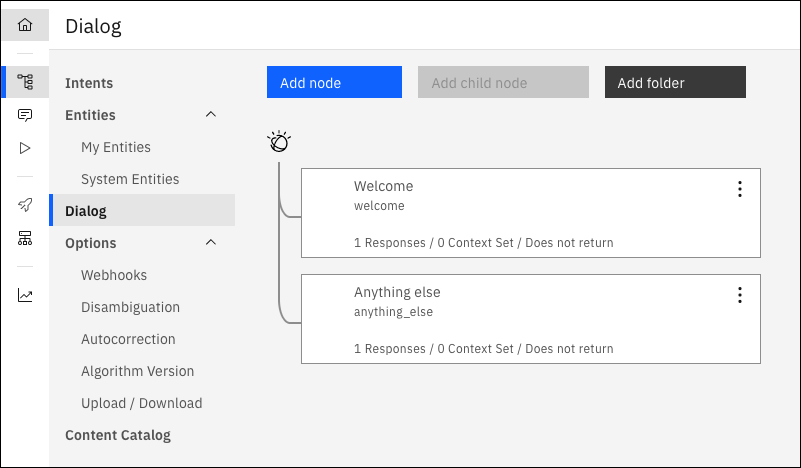 Dialog
Intents
Entities
My Entities
System Entities
Dialog
Options
Webhooks
Disambiguation
Autocorrection
Algorithm Version
Upload / Download
Content Catalog
Add node
Add child node
Add folder
Welcome
welcome
1 Responses / 0 Context Set / Does not return
Anything else
anything_else
1 Responses / 0 Context Set / Does not return